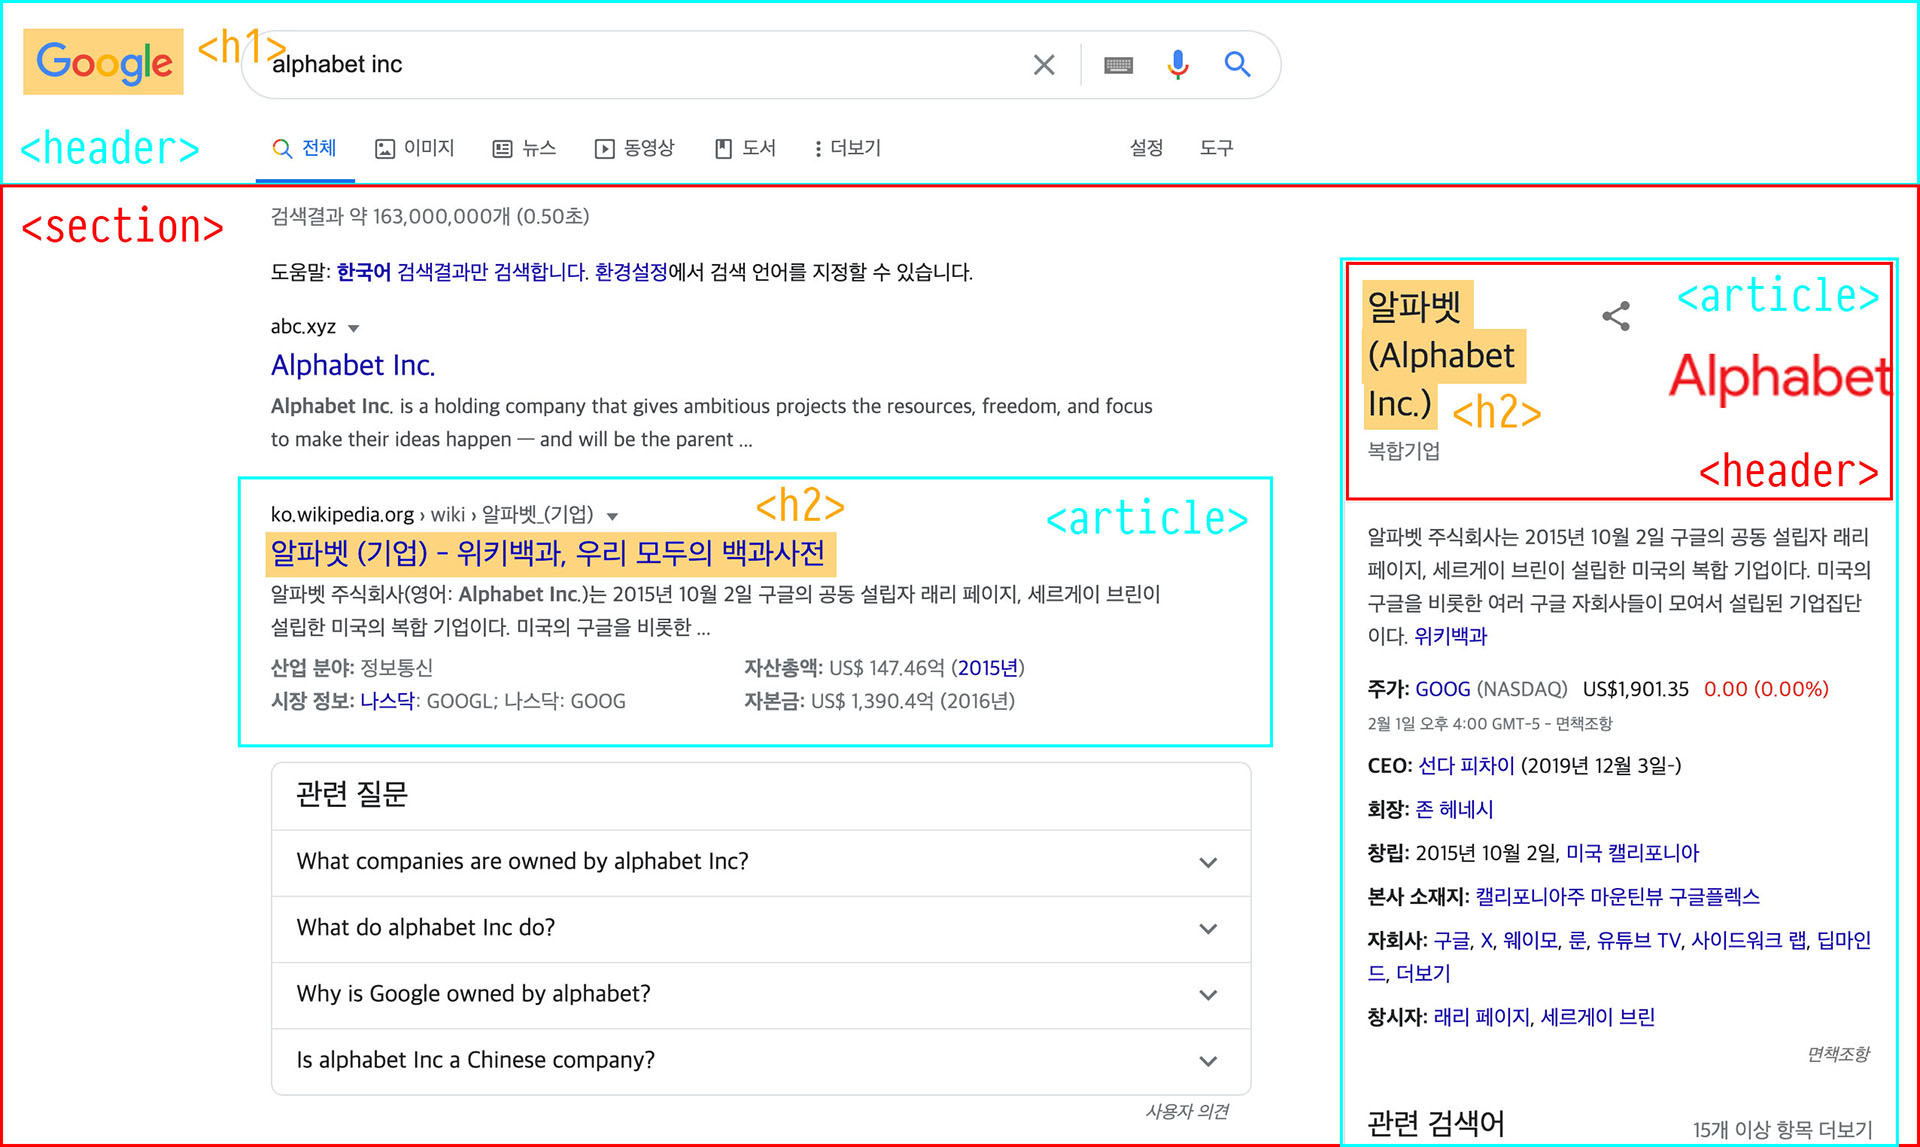 Google
<h1>
alphabet inc
<header>
전체 이미지 뉴스 동영상 도서 더보기 설정 도구
<section>
검색결과 약 163,000,000개 (0.50초)
도움말: 한국어 검색결과만 검색합니다. 환경설정에서 검색 언어를 지정할 수 있습니다.
abc.xyz
Alphabet Inc.
Alphabet Inc. is a holding company that gives ambitious projects the resources, freedom, and focus
to make their ideas happen — and will be the parent ...
<h2>
<article>
ko.wikipedia.org › wiki › 알파벳_(기업)
알파벳 (기업) - 위키백과, 우리 모두의 백과사전
알파벳 주식회사(영어: Alphabet Inc.)는 2015년 10월 2일 구글의 공동 설립자 래리 페이지, 세르게이 브린이
설립한 미국의 복합 기업이다. 미국의 구글을 비롯한 ...
산업 분야: 정보통신 자산총액: US$ 147.46억 (2015년)
시장 정보: 나스닥: GOOGL; 나스닥: GOOG 자본금: US$ 1,390.4억 (2016년)
관련 질문
What companies are owned by alphabet Inc?
What do alphabet Inc do?
Why is Google owned by alphabet?
Is alphabet Inc a Chinese company?
사용자 의견
<article>
알파벳
(Alphabet
Inc.)
<h2>
Alphabet
복합기업
<header>
알파벳 주식회사는 2015년 10월 2일 구글의 공동 설립자 래리
페이지, 세르게이 브린이 설립한 미국의 복합 기업이다. 미국의
구글을 비롯한 여러 구글 자회사들이 모여서 설립된 기업집단
이다. 위키백과
주가: GOOG (NASDAQ) US$1,901.35 0.00 (0.00%)
2월 1일 오후 4:00 GMT-5 - 면책조항
CEO: 선다 피차이 (2019년 12월 3일-)
회장: 존 헤네시
창립: 2015년 10월 2일, 미국 캘리포니아
본사 소재지: 캘리포니아주 마운틴뷰 구글플렉스
자회사: 구글, X, 웨이모, 룬, 유튜브 TV, 사이드워크 랩, 딥마인
드, 더보기
창시자: 래리 페이지, 세르게이 브린
면책조항
관련 검색어
15개 이상 항목 더보기